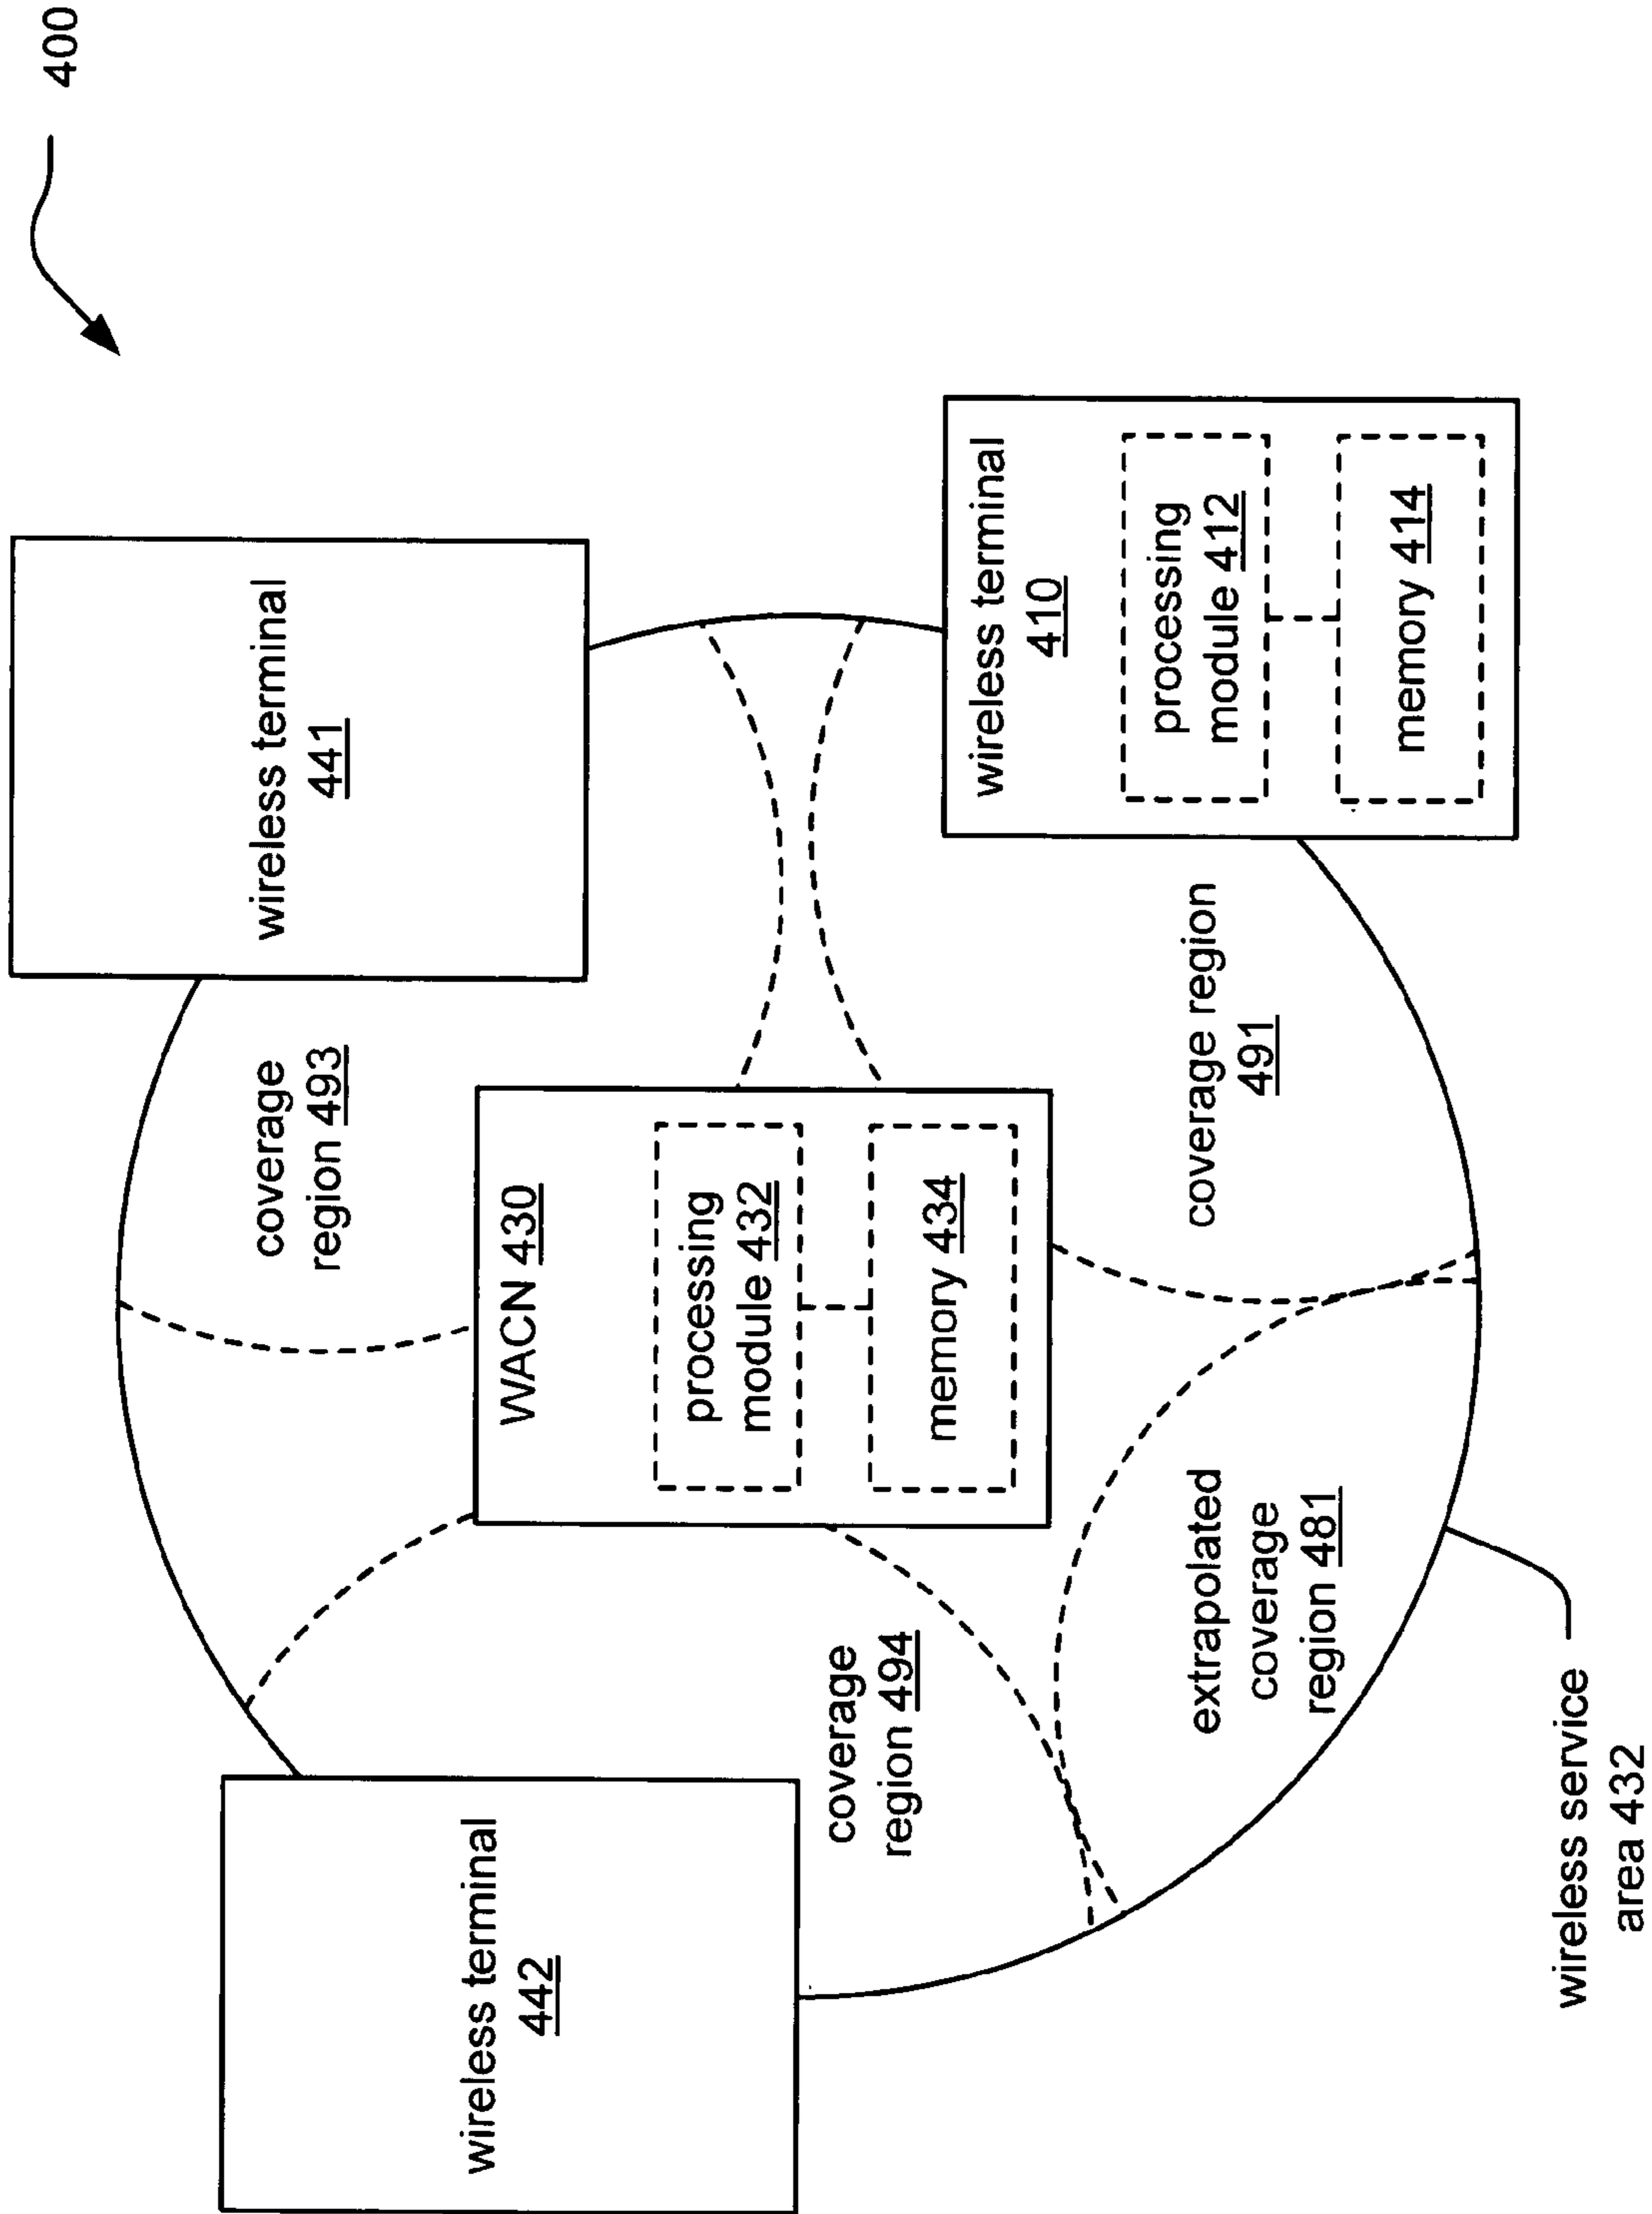 400
wireless terminal
441
wireless terminal
410
processing
module 412
memory 414
coverage
region 493
coverage region
491
WACN 430
processing
module 432
memory 434
wireless terminal
442
coverage
region 494
extrapolated
coverage
region 481
wireless service
area 432